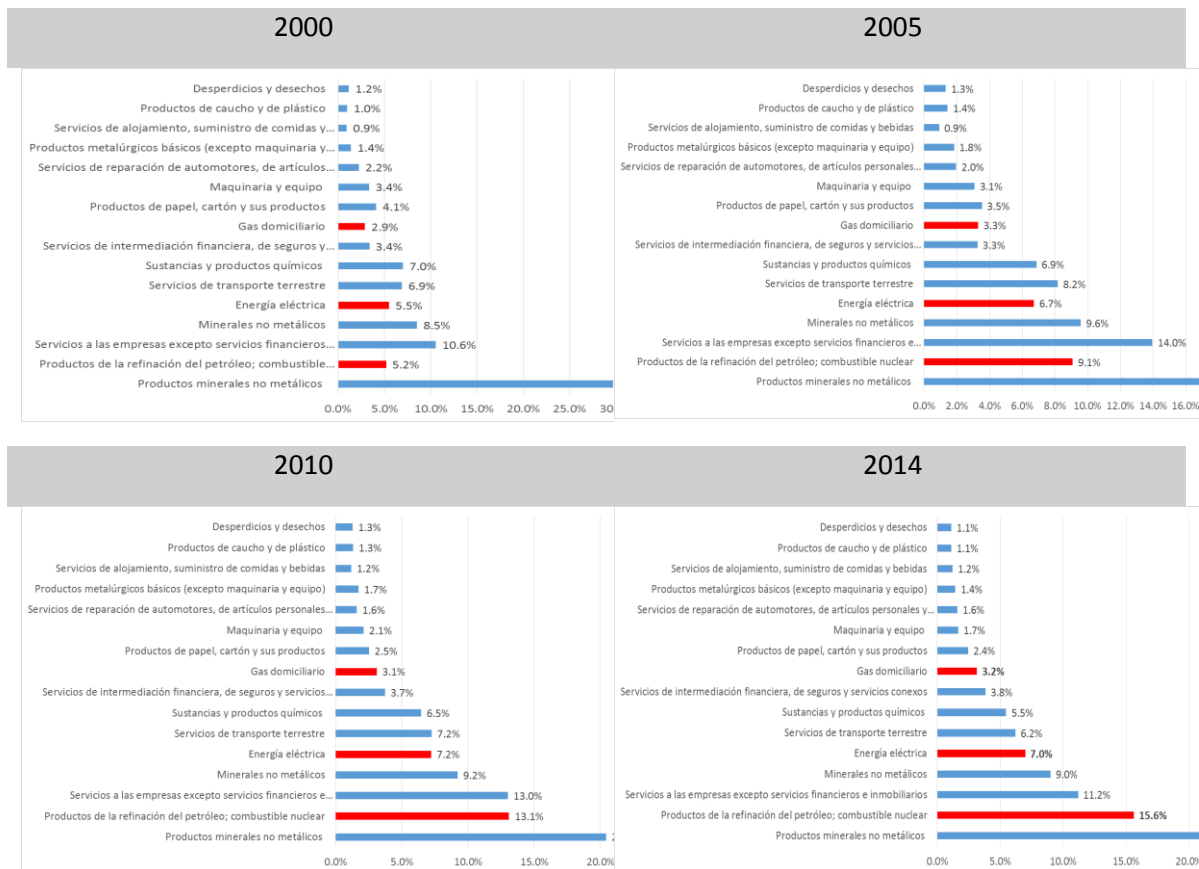 2000
Desperdicios y desechos 1.2%
Productos de caucho y de plástico 1.0%
Servicios de alojamiento, suministro de comidas y... 0.9%
Productos metalúrgicos básicos (excepto maquinaria y... 1.4%
Servicios de reparación de automotores, de artículos... 2.2%
Maquinaria y equipo 3.4%
Productos de papel, cartón y sus productos 4.1%
Gas domiciliario 2.9%
Servicios de intermediación financiera, de seguros y... 3.4%
Sustancias y productos químicos 7.0%
Servicios de transporte terrestre 6.9%
Energía eléctrica 5.5%
Minerales no metálicos 8.5%
Servicios a las empresas excepto servicios financieros... 10.6%
Productos de la refinación del petróleo; combustible... 5.2%
Productos minerales no metálicos
0.0% 5.0% 10.0% 15.0% 20.0% 25.0% 30
2005
Desperdicios y desechos 1.3%
Productos de caucho y de plástico 1.4%
Servicios de alojamiento, suministro de comidas y bebidas 0.9%
Productos metalúrgicos básicos (excepto maquinaria y equipo) 1.8%
Servicios de reparación de automotores, de artículos personales... 2.0%
Maquinaria y equipo 3.1%
Productos de papel, cartón y sus productos 3.5%
Gas domiciliario 3.3%
Servicios de intermediación financiera, de seguros y servicios... 3.3%
Sustancias y productos químicos 6.9%
Servicios de transporte terrestre 8.2%
Energía eléctrica 6.7%
Minerales no metálicos 9.6%
Servicios a las empresas excepto servicios financieros e... 14.0%
Productos de la refinación del petróleo; combustible nuclear 9.1%
Productos minerales no metálicos
0.0% 2.0% 4.0% 6.0% 8.0% 10.0% 12.0% 14.0% 16.0%
2010
Desperdicios y desechos 1.3%
Productos de caucho y de plástico 1.3%
Servicios de alojamiento, suministro de comidas y bebidas 1.2%
Productos metalúrgicos básicos (excepto maquinaria y equipo) 1.7%
Servicios de reparación de automotores, de artículos personales... 1.6%
Maquinaria y equipo 2.1%
Productos de papel, cartón y sus productos 2.5%
Gas domiciliario 3.1%
Servicios de intermediación financiera, de seguros y servicios... 3.7%
Sustancias y productos químicos 6.5%
Servicios de transporte terrestre 7.2%
Energía eléctrica 7.2%
Minerales no metálicos 9.2%
Servicios a las empresas excepto servicios financieros e... 13.0%
Productos de la refinación del petróleo; combustible nuclear 13.1%
Productos minerales no metálicos
0.0% 5.0% 10.0% 15.0% 20.0%
2014
Desperdicios y desechos 1.1%
Productos de caucho y de plástico 1.1%
Servicios de alojamiento, suministro de comidas y bebidas 1.2%
Productos metalúrgicos básicos (excepto maquinaria y equipo) 1.4%
Servicios de reparación de automotores, de artículos personales y... 1.6%
Maquinaria y equipo 1.7%
Productos de papel, cartón y sus productos 2.4%
Gas domiciliario 3.2%
Servicios de intermediación financiera, de seguros y servicios conexos 3.8%
Sustancias y productos químicos 5.5%
Servicios de transporte terrestre 6.2%
Energía eléctrica 7.0%
Minerales no metálicos 9.0%
Servicios a las empresas excepto servicios financieros e inmobiliarios 11.2%
Productos de la refinación del petróleo; combustible nuclear 15.6%
Productos minerales no metálicos
0.0% 5.0% 10.0% 15.0% 20.0%